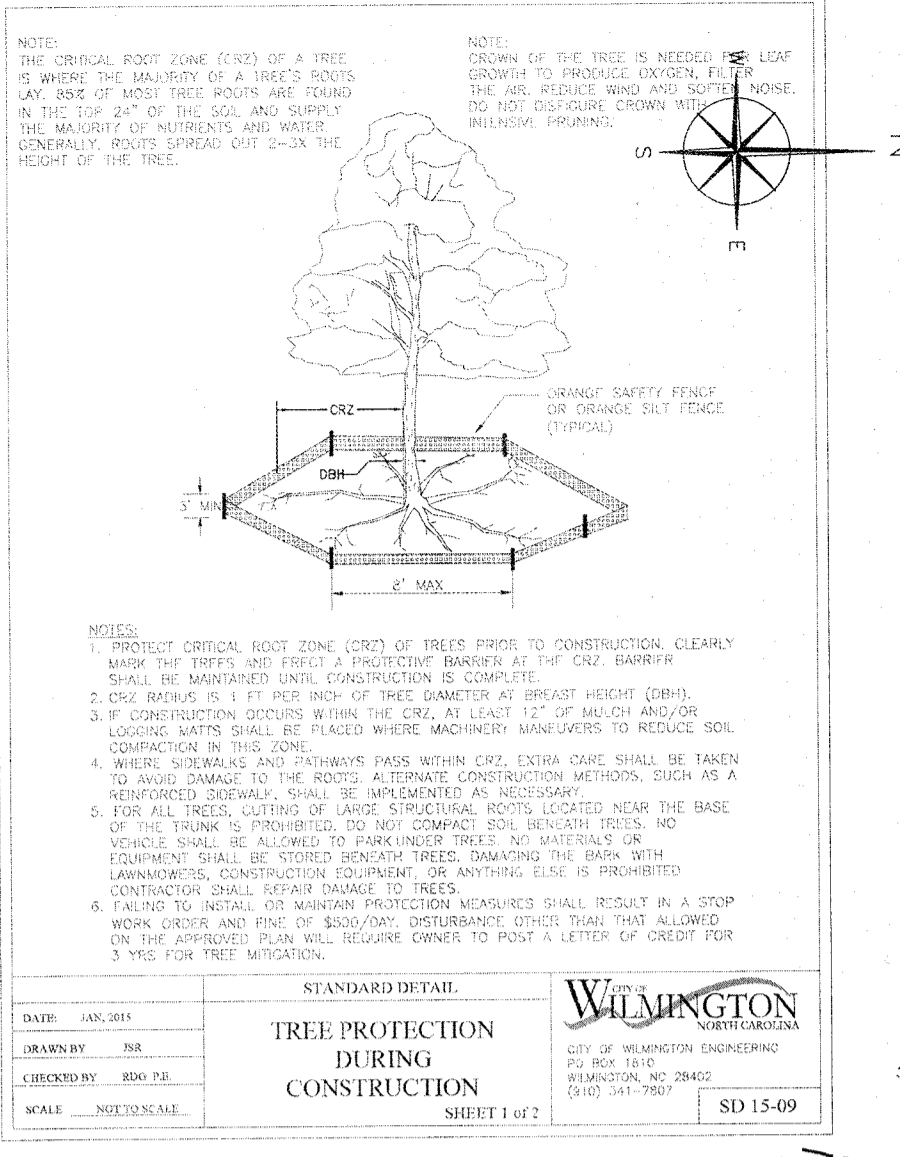 NOTE:
THE CRITICAL ROOT ZONE (CRZ) OF A TREE
IS WHERE THE MAJORITY OF A TREE'S ROOTS
LAY. 85% OF MOST TREE ROOTS ARE FOUND
IN THE TOP 24" OF THE SOIL AND SUPPLY
THE MAJORITY OF NUTRIENTS AND WATER.
GENERALLY, ROOTS SPREAD OUT 2-3X THE
HEIGHT OF THE TREE.
NOTE:
CROWN OF THE TREE IS NEEDED FOR LEAF
GROWTH TO PRODUCE OXYGEN, FILTER
THE AIR, REDUCE WIND AND SOFTEN NOISE.
DO NOT DISFIGURE CROWN WITH
INTENSIVE PRUNING.
W
S
N
E
ORANGE SAFETY FENCE
OR ORANGE SILT FENCE
(TYPICAL)
CRZ
DBH
3' MIN
8' MAX
NOTES:
1. PROTECT CRITICAL ROOT ZONE (CRZ) OF TREES PRIOR TO CONSTRUCTION. CLEARLY
MARK THE TREES AND ERECT A PROTECTIVE BARRIER AT THE CRZ. BARRIER
SHALL BE MAINTAINED UNTIL CONSTRUCTION IS COMPLETE.
2. CRZ RADIUS IS 1 FT PER INCH OF TREE DIAMETER AT BREAST HEIGHT (DBH).
3. IF CONSTRUCTION OCCURS WITHIN THE CRZ, AT LEAST 12" OF MULCH AND/OR
LOGGING MATTS SHALL BE PLACED WHERE MACHINERY MANEUVERS TO REDUCE SOIL
COMPACTION IN THIS ZONE.
4. WHERE SIDEWALKS AND PATHWAYS PASS WITHIN CRZ, EXTRA CARE SHALL BE TAKEN
TO AVOID DAMAGE TO THE ROOTS. ALTERNATE CONSTRUCTION METHODS, SUCH AS A
REINFORCED SIDEWALK, SHALL BE IMPLEMENTED AS NECESSARY.
5. FOR ALL TREES, CUTTING OF LARGE STRUCTURAL ROOTS LOCATED NEAR THE BASE
OF THE TRUNK IS PROHIBITED. DO NOT COMPACT SOIL BENEATH TREES. NO
VEHICLE SHALL BE ALLOWED TO PARK UNDER TREES. NO MATERIALS OR
EQUIPMENT SHALL BE STORED BENEATH TREES. DAMAGING THE BARK WITH
LAWNMOWERS, CONSTRUCTION EQUIPMENT, OR ANYTHING ELSE IS PROHIBITED
CONTRACTOR SHALL REPAIR DAMAGE TO TREES.
6. FAILING TO INSTALL OR MAINTAIN PROTECTION MEASURES SHALL RESULT IN A STOP
WORK ORDER AND FINE OF $500/DAY. DISTURBANCE OTHER THAN THAT ALLOWED
ON THE APPROVED PLAN WILL REQUIRE OWNER TO POST A LETTER OF CREDIT FOR
3 YRS FOR TREE MITIGATION.
DATE: JAN, 2015
DRAWN BY JSR
CHECKED BY RDG P.E.
SCALE NOT TO SCALE
STANDARD DETAIL
TREE PROTECTION
DURING
CONSTRUCTION
SHEET 1 of 2
CITY OF
WILMINGTON
NORTH CAROLINA
CITY OF WILMINGTON ENGINEERING
PO BOX 1810
WILMINGTON, NC 28402
(910) 341-7807
SD 15-09